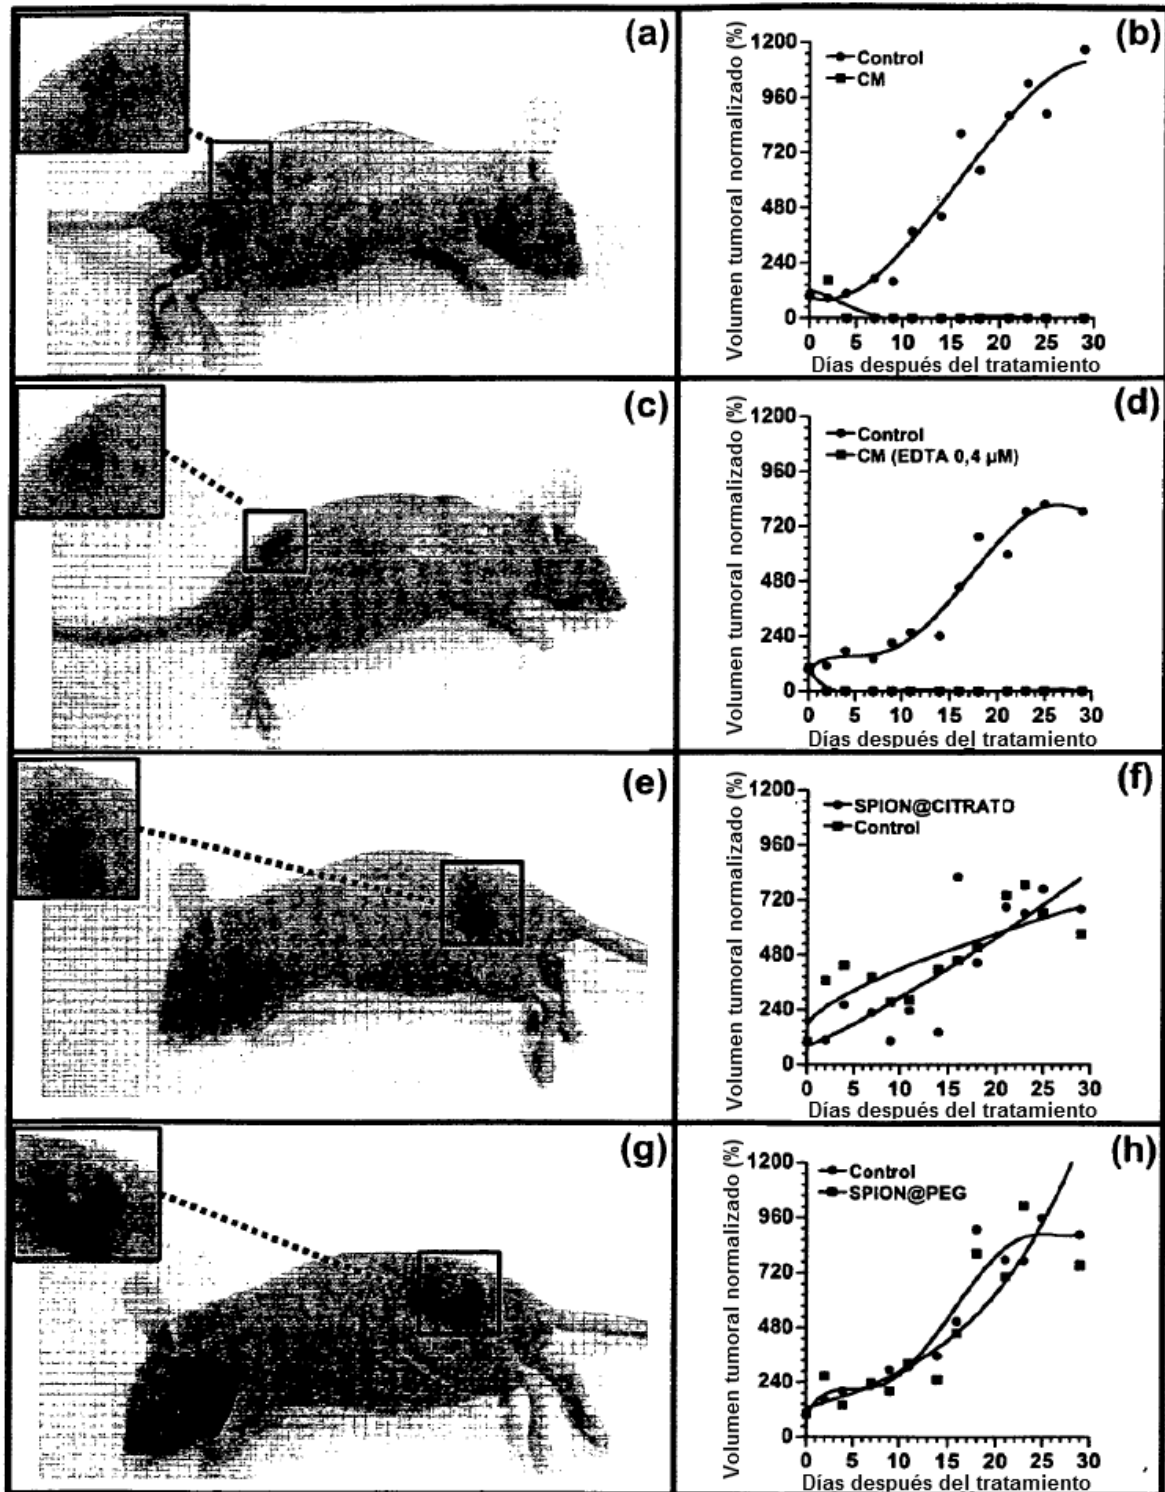 (a)
(b)
1200
960
720
480
240
0
Control
CM
0 5 10 15 20 25 30
Volumen tumoral normalizado (%)
Días después del tratamiento
(c)
(d)
1200
960
720
480
240
0
Control
CM (EDTA 0,4 µM)
0 5 10 15 20 25 30
Volumen tumoral normalizado (%)
Días después del tratamiento
(e)
(f)
1200
960
720
480
240
0
SPION@CITRATO
Control
0 5 10 15 20 25 30
Volumen tumoral normalizado (%)
Días después del tratamiento
(g)
(h)
1200
960
720
480
240
0
Control
SPION@PEG
0 5 10 15 20 25 30
Volumen tumoral normalizado (%)
Días después del tratamiento